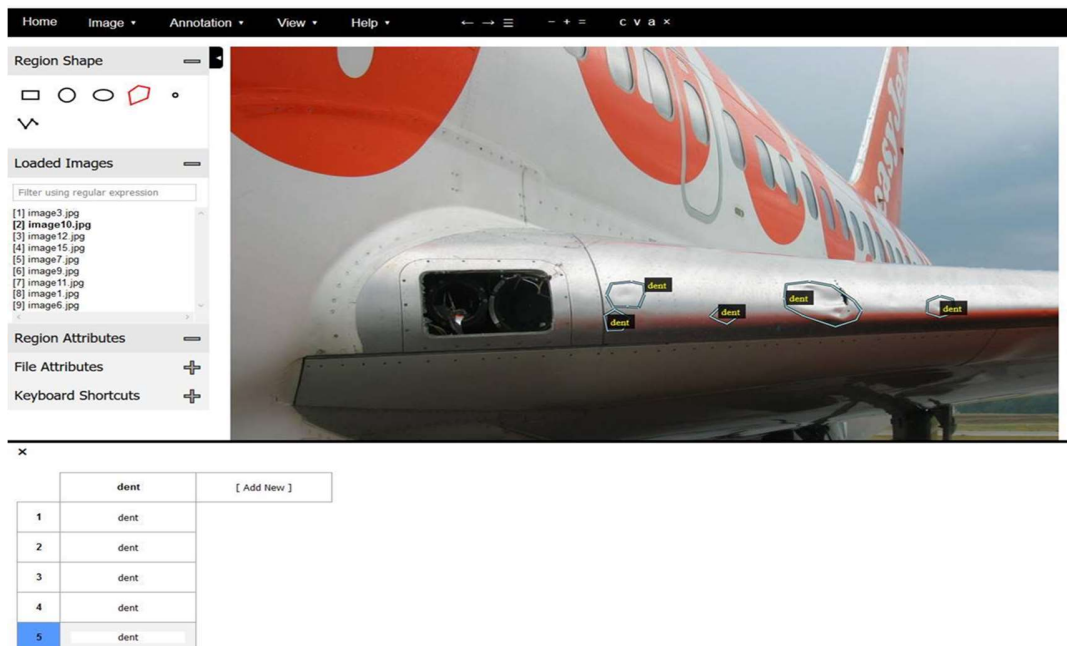 Home Image ▾ Annotation ▾ View ▾ Help ▾ ← → ☰ − + = c v a ×
Region Shape
Loaded Images
Filter using regular expression
[1] image3.jpg
[2] image10.jpg
[3] image12.jpg
[4] image15.jpg
[5] image7.jpg
[6] image9.jpg
[7] image11.jpg
[8] image1.jpg
[9] image6.jpg
Region Attributes
File Attributes
Keyboard Shortcuts
easyJet
dent
dent
dent
dent
dent
×
dent [ Add New ]
1 dent
2 dent
3 dent
4 dent
5 dent